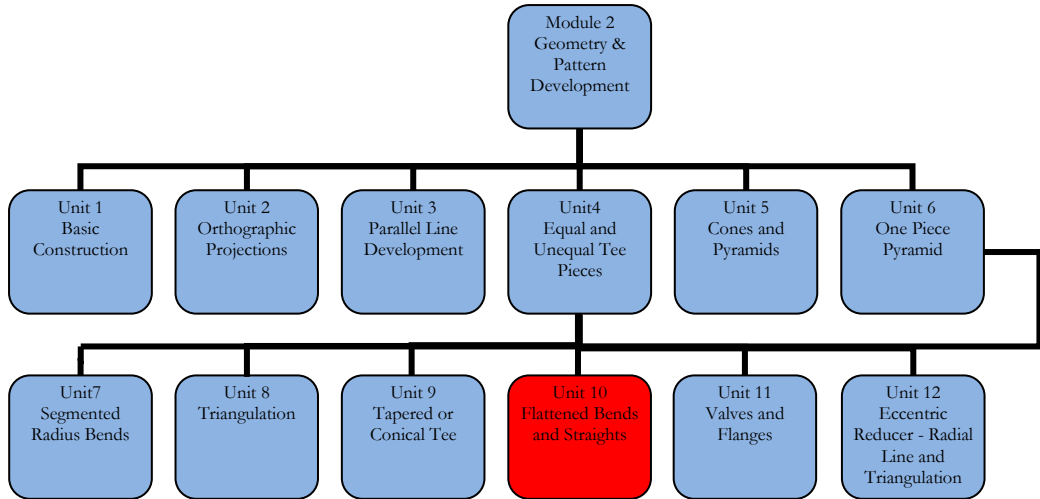 Module 2
Geometry &
Pattern
Development
Unit 1
Basic
Construction
Unit 2
Orthographic
Projections
Unit 3
Parallel Line
Development
Unit4
Equal and
Unequal Tee
Pieces
Unit 5
Cones and
Pyramids
Unit 6
One Piece
Pyramid
Unit7
Segmented
Radius Bends
Unit 8
Triangulation
Unit 9
Tapered or
Conical Tee
Unit 10
Flattened Bends
and Straights
Unit 11
Valves and
Flanges
Unit 12
Eccentric
Reducer - Radial
Line and
Triangulation